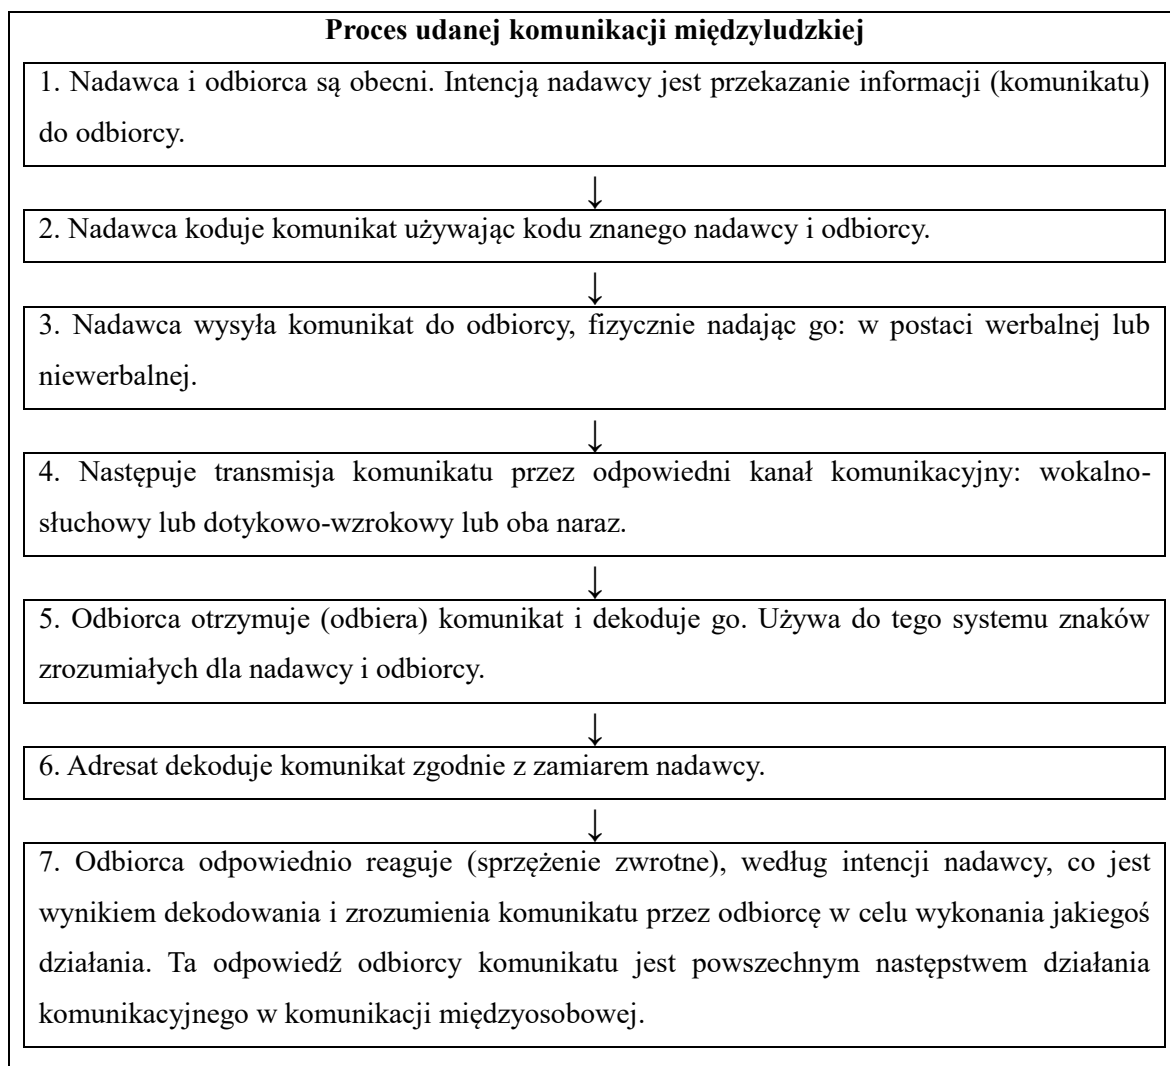 Proces udanej komunikacji międzyludzkiej
1. Nadawca i odbiorca są obecni. Intencją nadawcy jest przekazanie informacji (komunikatu)
do odbiorcy.
↓
2. Nadawca koduje komunikat używając kodu znanego nadawcy i odbiorcy.
↓
3. Nadawca wysyła komunikat do odbiorcy, fizycznie nadając go: w postaci werbalnej lub
niewerbalnej.
↓
4. Następuje transmisja komunikatu przez odpowiedni kanał komunikacyjny: wokalno-
słuchowy lub dotykowo-wzrokowy lub oba naraz.
↓
5. Odbiorca otrzymuje (odbiera) komunikat i dekoduje go. Używa do tego systemu znaków
zrozumiałych dla nadawcy i odbiorcy.
↓
6. Adresat dekoduje komunikat zgodnie z zamiarem nadawcy.
↓
7. Odbiorca odpowiednio reaguje (sprzężenie zwrotne), według intencji nadawcy, co jest
wynikiem dekodowania i zrozumienia komunikatu przez odbiorcę w celu wykonania jakiegoś
działania. Ta odpowiedź odbiorcy komunikatu jest powszechnym następstwem działania
komunikacyjnego w komunikacji międzyosobowej.